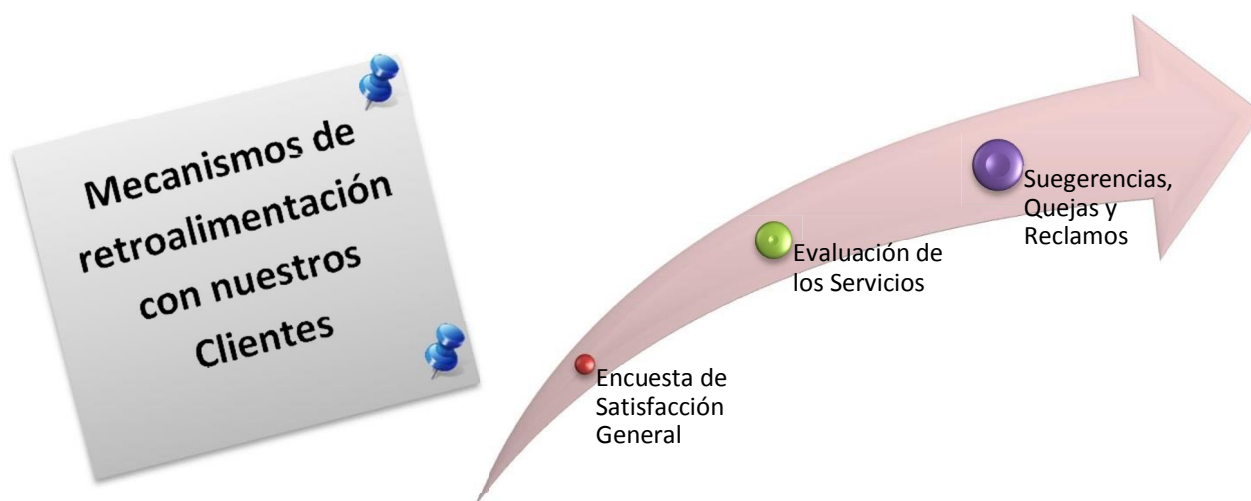 Mecanismos de
retroalimentación
con nuestros
Clientes
Encuesta de
Satisfacción
General
Evaluación de
los Servicios
Suegerencias,
Quejas y
Reclamos